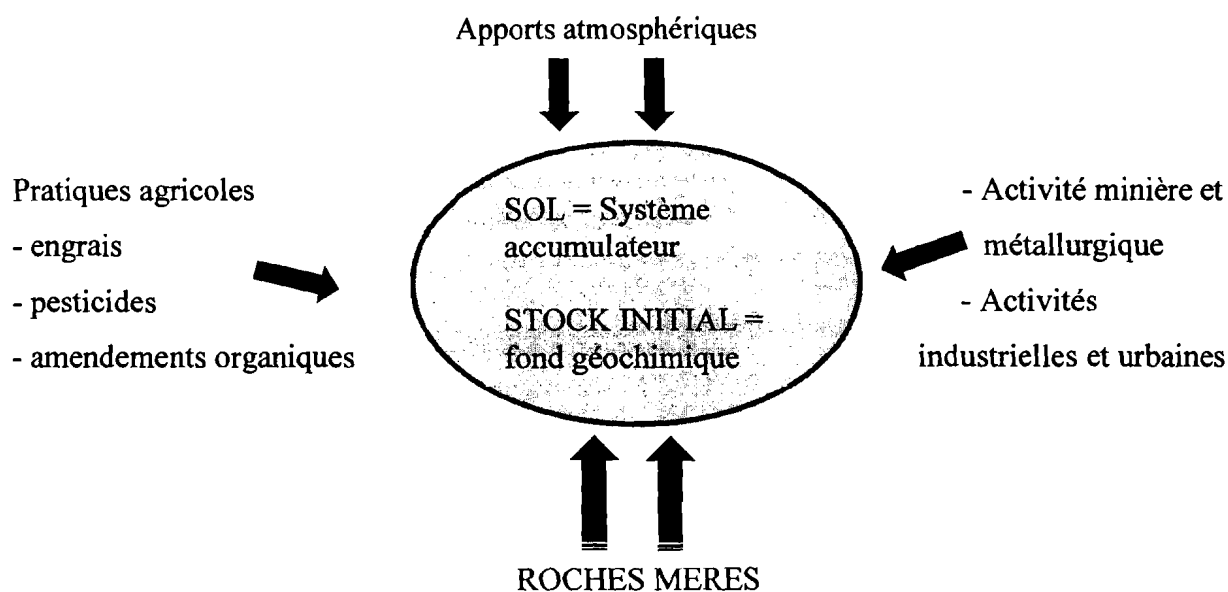 Apports atmosphériques
Pratiques agricoles
- engrais
- pesticides
- amendements organiques
SOL = Système
accumulateur
STOCK INITIAL =
fond géochimique
- Activité minière et
métallurgique
- Activités
industrielles et urbaines
ROCHES MERES